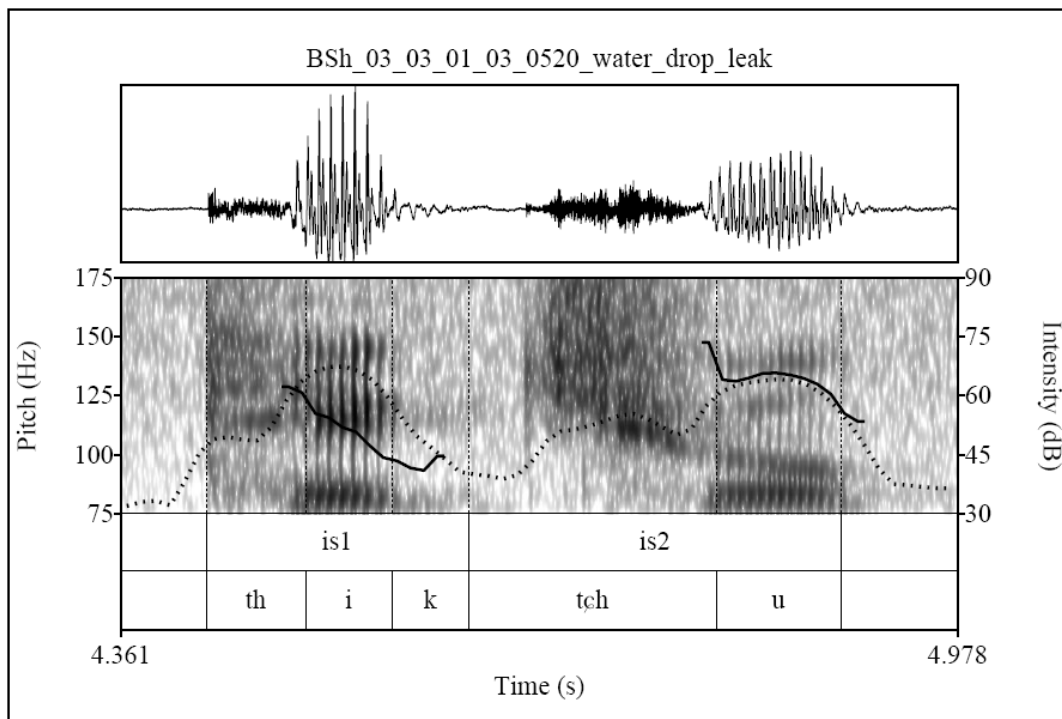 BSh_03_03_01_03_0520_water_drop_leak
175 90
150 75
125 60
100 45
75 30
Pitch (Hz)
Intensity (dB)
is1 is2
th i k tɕh u
4.361 4.978
Time (s)